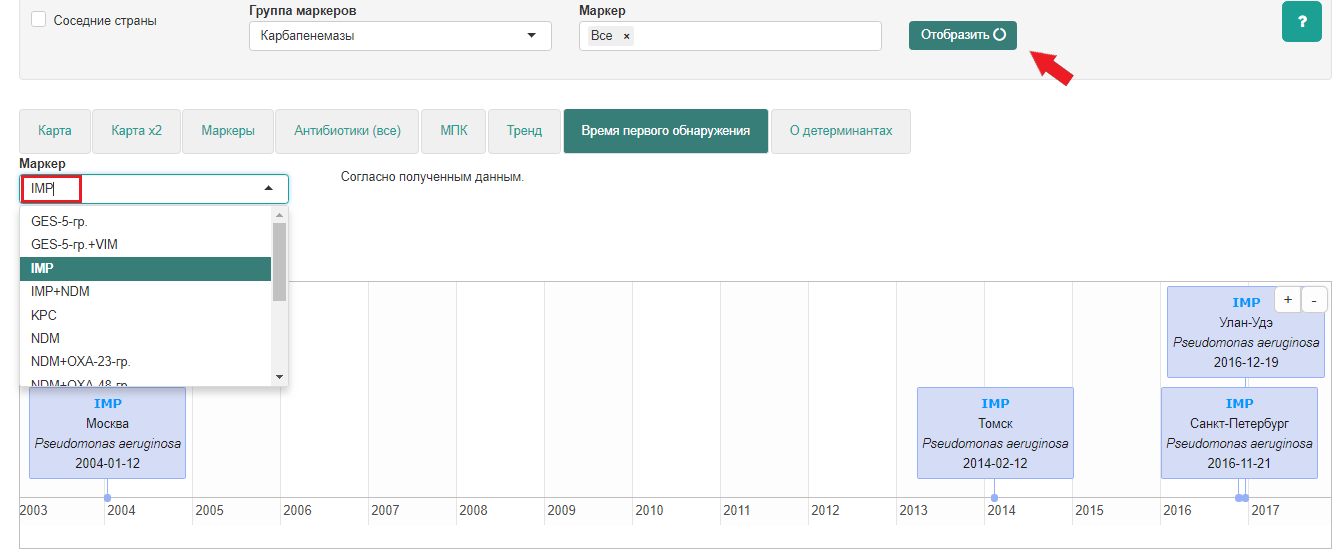 Соседние страны
Группа маркеров
Карбапенемазы
Маркер
Все ×
Отобразить
?
Карта
Карта x2
Маркеры
Антибиотики (все)
МПК
Тренд
Время первого обнаружения
О детерминантах
Маркер
IMP
Согласно полученным данным.
GES-5-гр.
GES-5-гр.+VIM
IMP
IMP+NDM
KPC
NDM
NDM+OXA-23-гр.
NDM+OXA-48-гр.
+ -
IMP
Улан-Удэ
Pseudomonas aeruginosa
2016-12-19
IMP
Москва
Pseudomonas aeruginosa
2004-01-12
IMP
Томск
Pseudomonas aeruginosa
2014-02-12
IMP
Санкт-Петербург
Pseudomonas aeruginosa
2016-11-21
2003 2004 2005 2006 2007 2008 2009 2010 2011 2012 2013 2014 2015 2016 2017